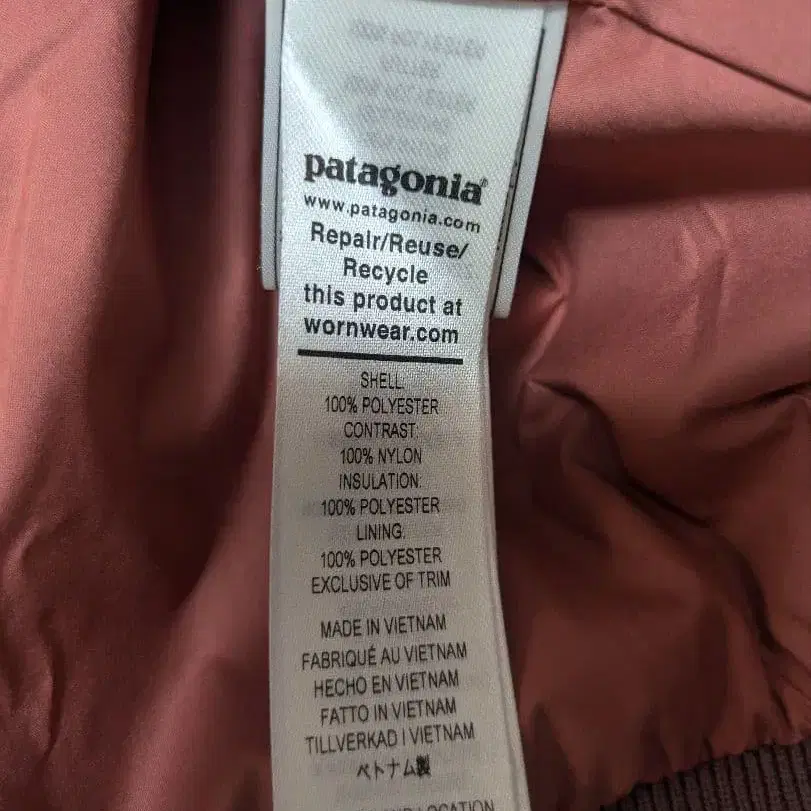 patagonia®
www.patagonia.com
Repair/Reuse/
Recycle
this product at
wornwear.com
SHELL:
100% POLYESTER
CONTRAST:
100% NYLON
INSULATION:
100% POLYESTER
LINING:
100% POLYESTER
EXCLUSIVE OF TRIM
MADE IN VIETNAM
FABRIQUÉ AU VIETNAM
HECHO EN VIETNAM
FATTO IN VIETNAM
TILLVERKAD I VIETNAM
ベトナム製
LOCATION